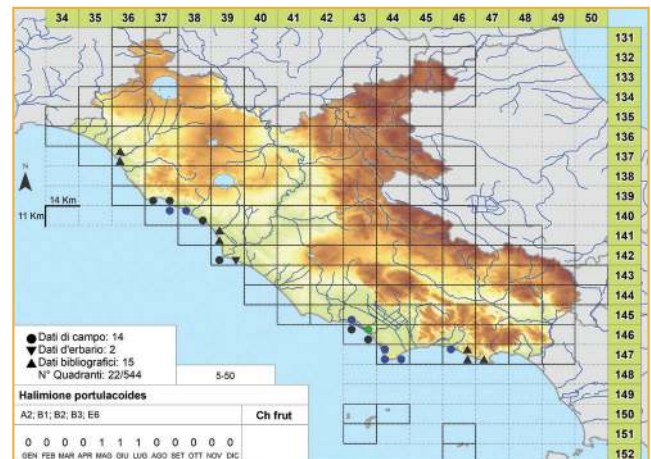 34 35 36 37 38 39 40 41 42 43 44 45 46 47 48 49 50
131
132
133
134
135
136
137
N
138
14 Km
139
11 Km
140
141
142
143
144
145
146
147
148
149
150
151
152
Dati di campo: 14
Dati d'erbario: 2
Dati bibliografici: 15
N° Quadranti: 22/544
5-50
Halimione portulacoides
A2; B1; B2; B3; E6
Ch frut
0 0 0 0 1 1 1 0 0 0 0 0
GEN FEB MAR APR MAG GIU LUG AGO SET OTT NOV DIC